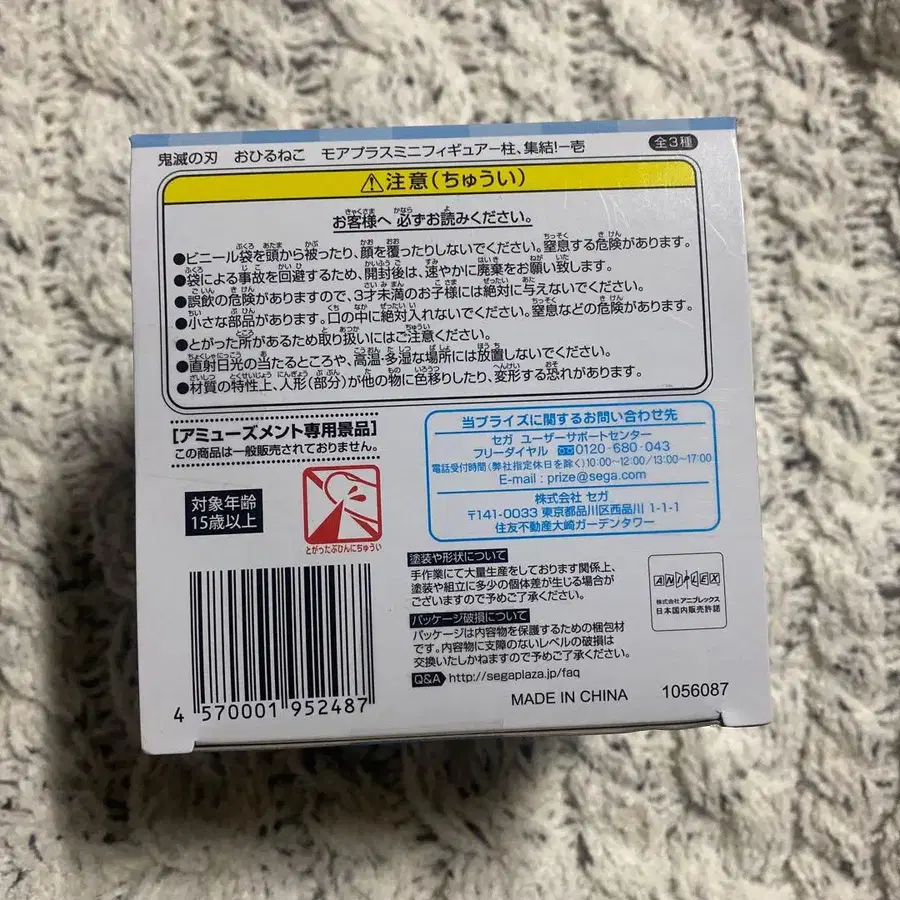 鬼滅の刃 おひるねこ モアプラスミニフィギュアー柱、集結!ー壱 全3種
⚠注意(ちゅうい)
お客様へ 必ずお読みください。
●ビニール袋を頭から被ったり、顔を覆ったりしないでください。窒息する危険があります。
●袋による事故を回避するため、開封後は、速やかに廃棄をお願い致します。
●誤飲の危険がありますので、3才未満のお子様には絶対に与えないでください。
●小さな部品があります。口の中に絶対入れないでください。窒息などの危険があります。
●とがった所があるため取り扱いにはご注意ください。
●直射日光の当たるところや、高温・多湿な場所には放置しないでください。
●材質の特性上、人形(部分)が他の物に色移りしたり、変形する恐れがあります。
[アミューズメント専用景品]
この商品は一般販売されておりません。
対象年齢
15歳以上
とがったぶひんにちゅうい
当プライズに関するお問い合わせ先
セガ ユーザーサポートセンター
フリーダイヤル 0120-680-043
電話受付時間(弊社指定休日を除く)10:00~12:00/13:00~17:00
E-mail : prize@sega.com
株式会社 セガ
〒141-0033 東京都品川区西品川 1-1-1
住友不動産大崎ガーデンタワー
塗装や形状について
手作業にて大量生産をしております関係上、
塗装や組立に多少の個体差が生じる場合が
ございますので予めご了承ください。
パッケージ破損について
パッケージは内容物を保護するための梱包材
です。内容物に支障のないレベルの破損は
交換いたしかねますので予めご了承ください。
Q&A http://segaplaza.jp/faq
ANIPLEX
株式会社アニプレックス
日本国内販売許諾
4 570001 952487
MADE IN CHINA 1056087